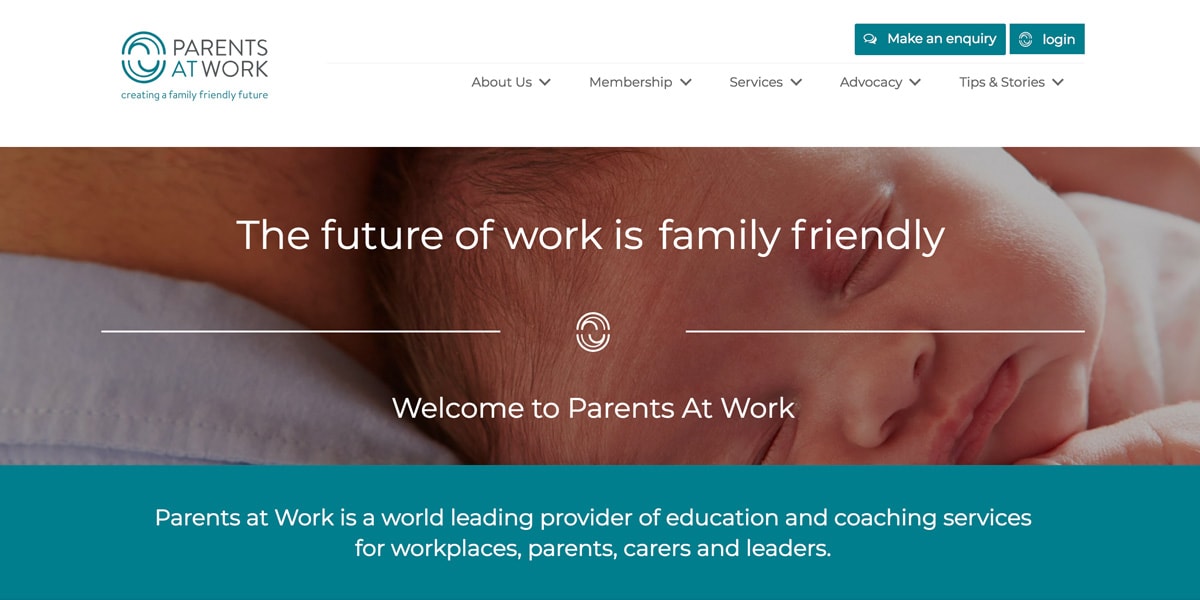 PARENTS
AT WORK
creating a family friendly future
Make an enquiry
login
About Us
Membership
Services
Advocacy
Tips & Stories
The future of work is family friendly
Welcome to Parents At Work
Parents at Work is a world leading provider of education and coaching services
for workplaces, parents, carers and leaders.